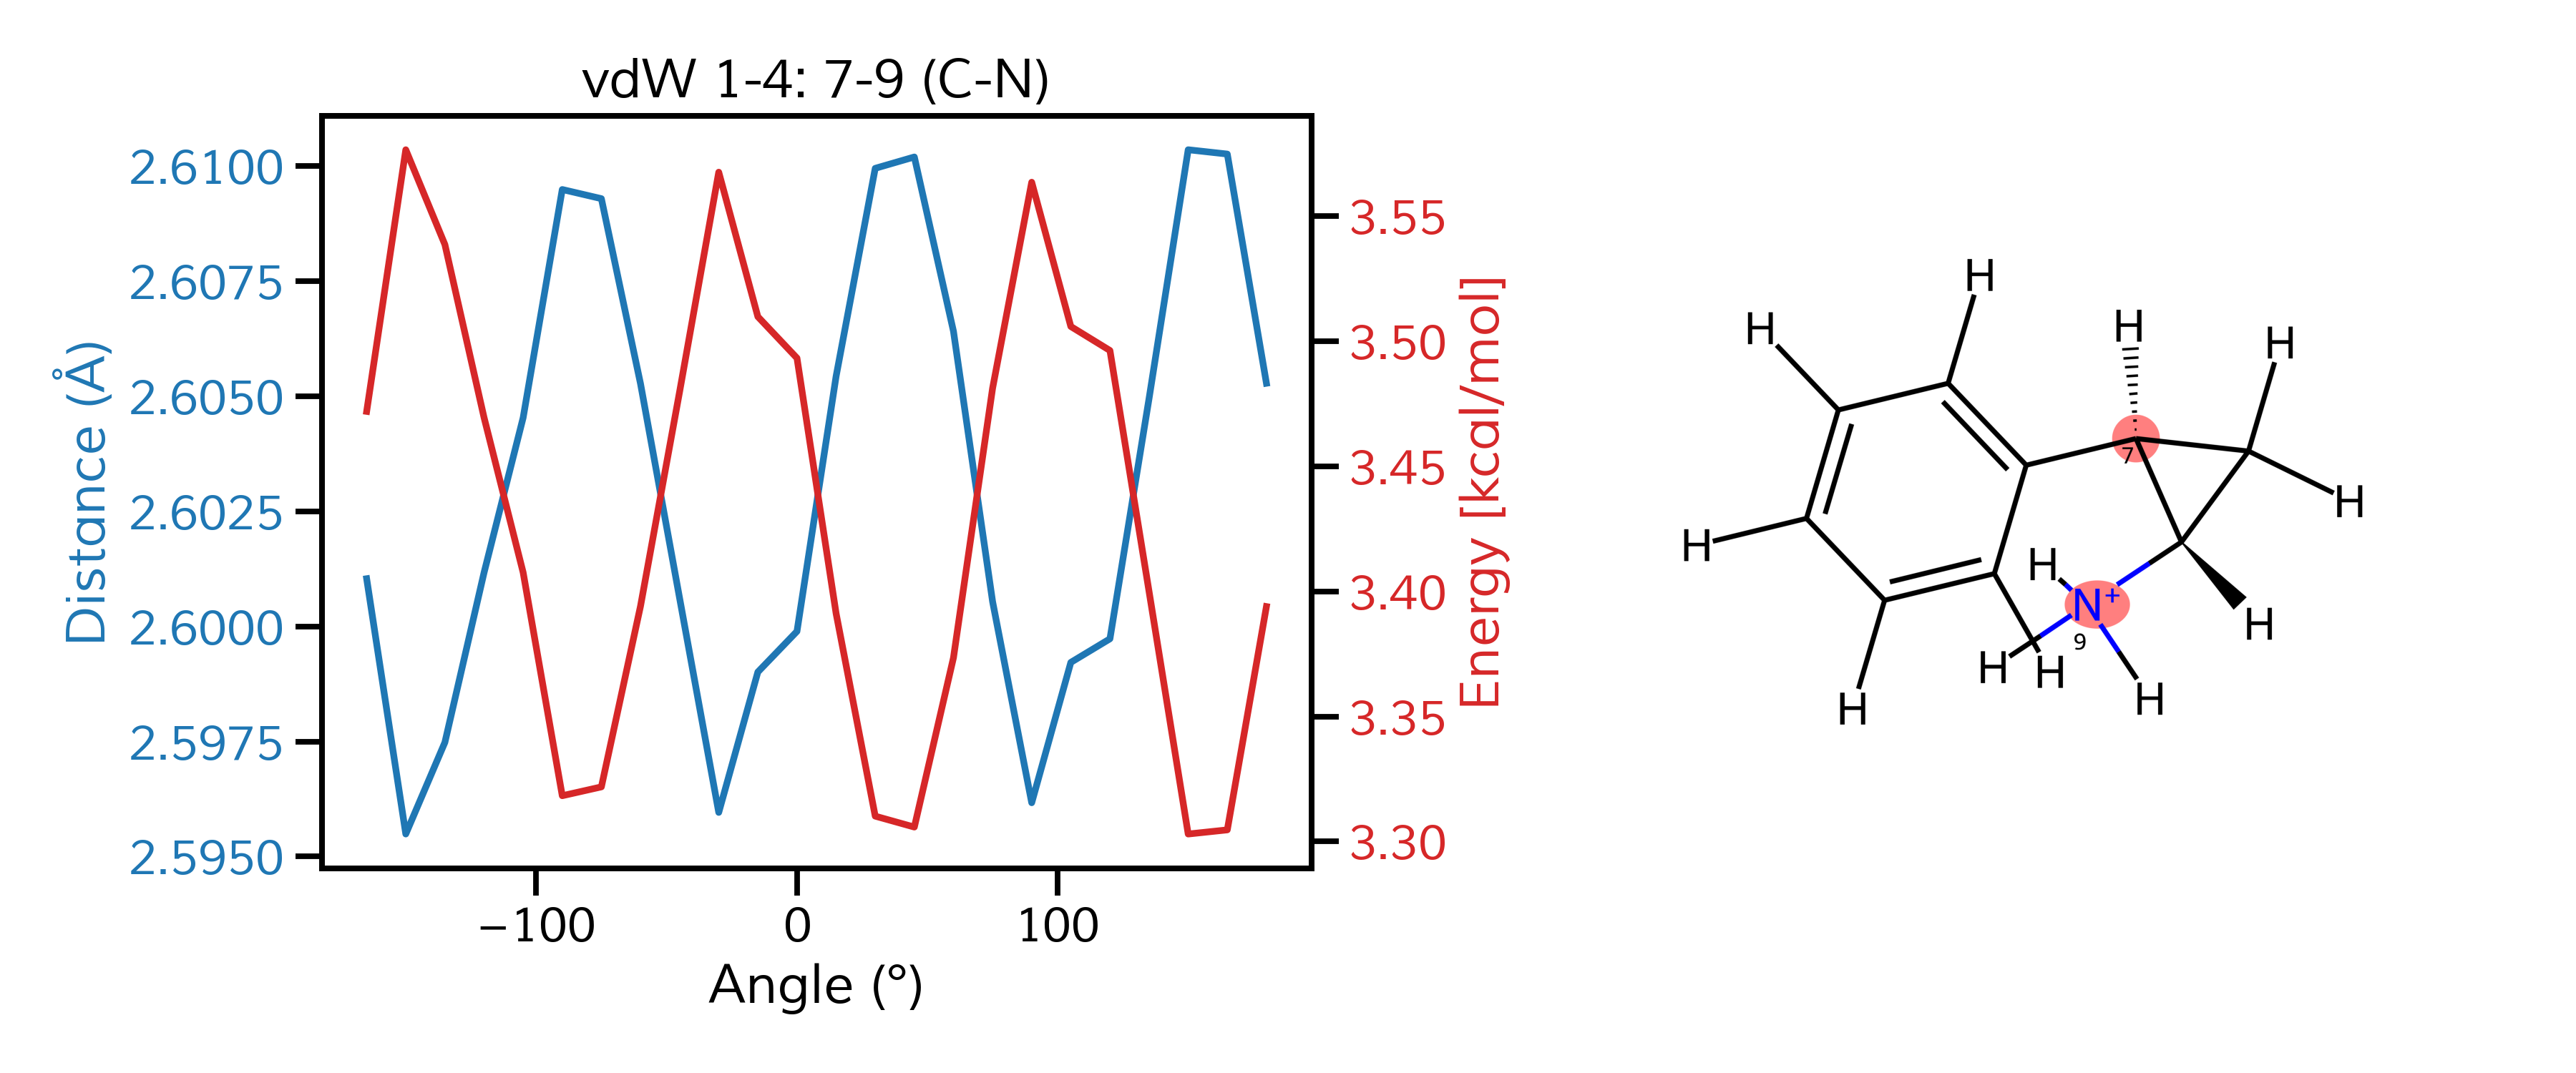 vdW 1-4: 7-9 (C-N)
2.6100
2.6075
2.6050
2.6025
2.6000
2.5975
2.5950
Distance (Å)
3.55
3.50
3.45
3.40
3.35
3.30
Energy [kcal/mol]
−100 0 100
Angle (°)
H
H
H
H
H
7
H
H
H
N+
9
H
H
H
H
H